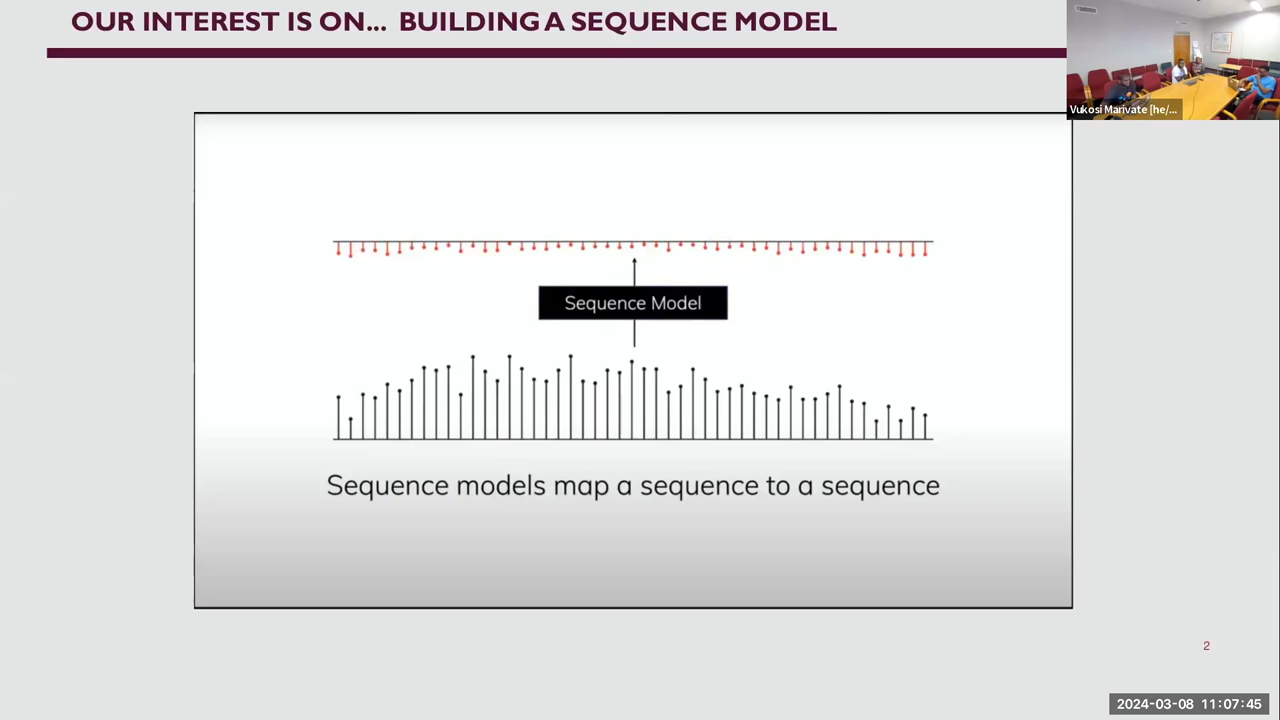 OUR INTEREST IS ON... BUILDING A SEQUENCE MODEL
Vukosi Marivate [he/...
Sequence Model
Sequence models map a sequence to a sequence
2
2024-03-08 11:07:45